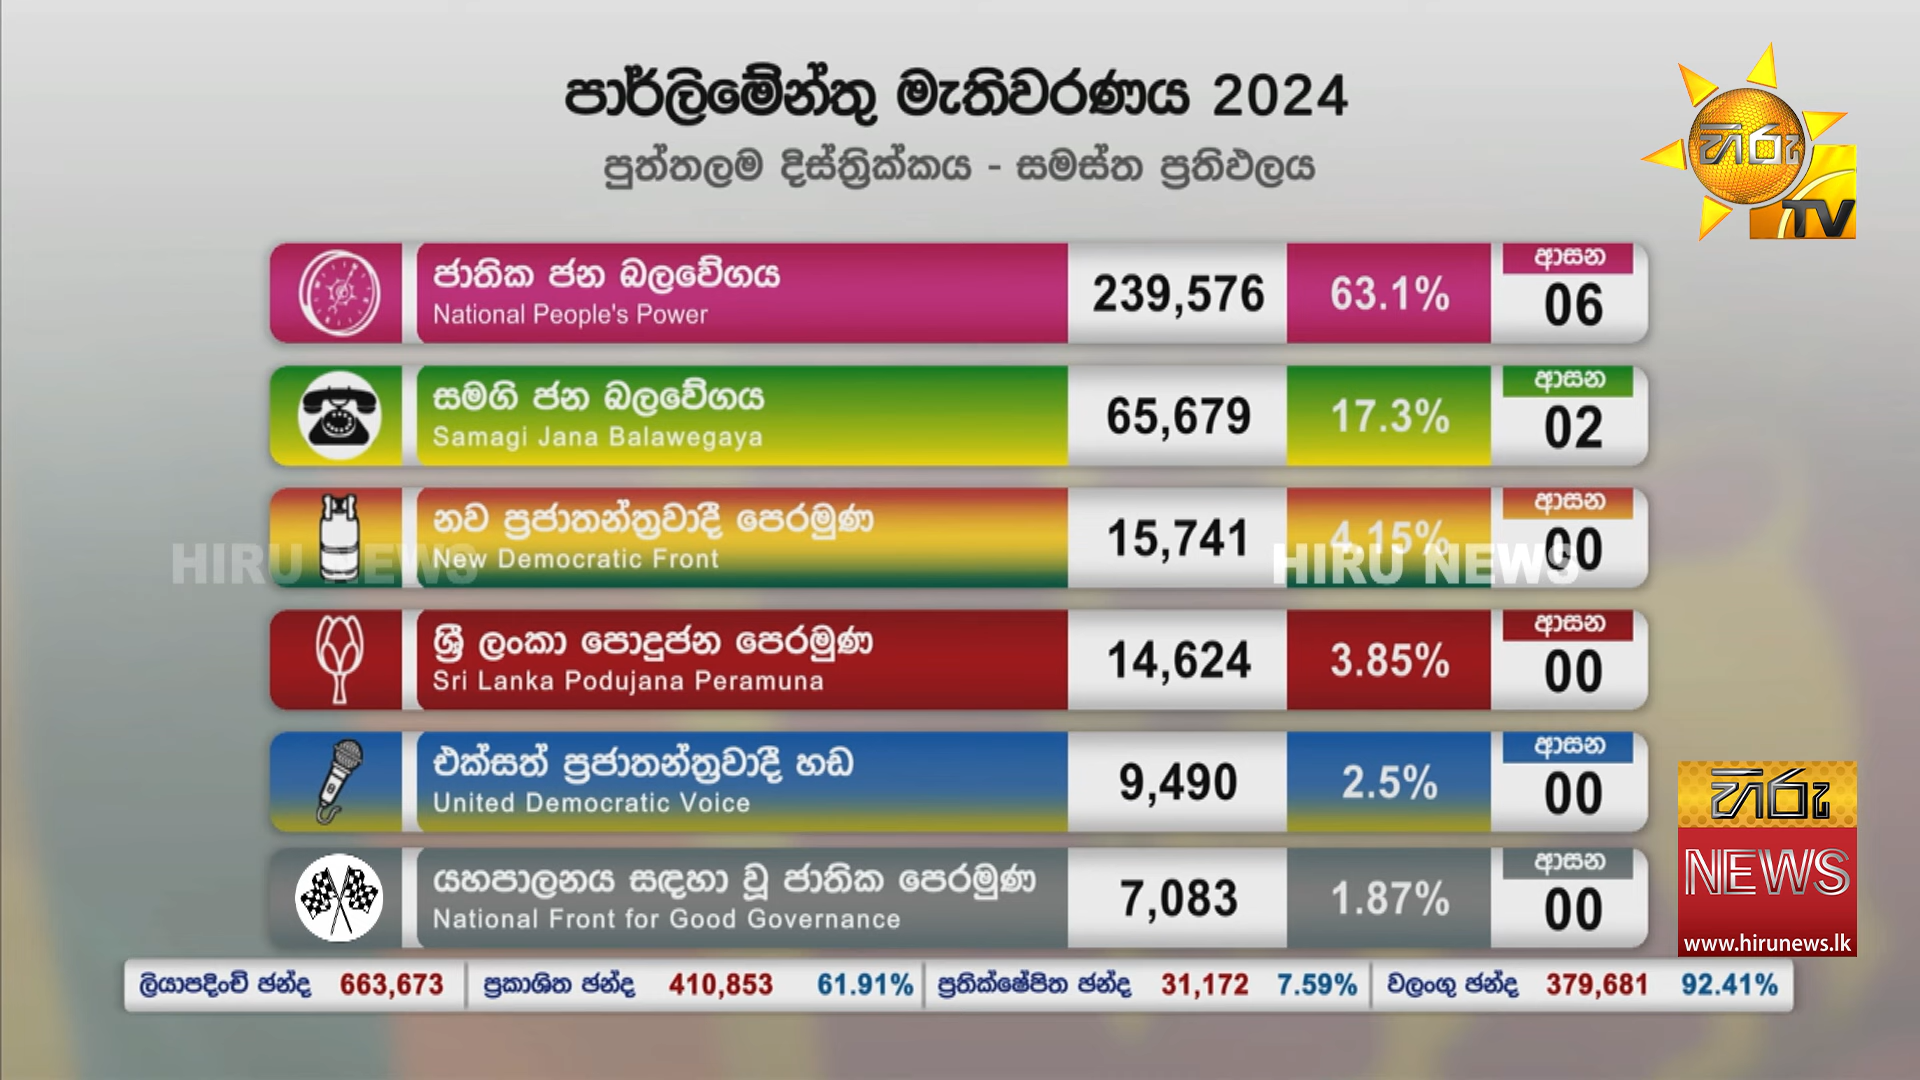 පාර්ලිමේන්තු මැතිවරණය 2024
පුත්තලම දිස්ත්‍රික්කය - සමස්ත ප්‍රතිඵලය
හිරු
TV
ජාතික ජන බලවේගය
National People's Power
239,576
63.1%
ආසන
06
සමගි ජන බලවේගය
Samagi Jana Balawegaya
65,679
17.3%
ආසන
02
නව ප්‍රජාතන්ත්‍රවාදී පෙරමුණ
New Democratic Front
15,741
4.15%
ආසන
00
HIRU NEWS
HIRU NEWS
ශ්‍රී ලංකා පොදුජන පෙරමුණ
Sri Lanka Podujana Peramuna
14,624
3.85%
ආසන
00
එක්සත් ප්‍රජාතන්ත්‍රවාදී හඩ
United Democratic Voice
9,490
2.5%
ආසන
00
යහපාලනය සඳහා වූ ජාතික පෙරමුණ
National Front for Good Governance
7,083
1.87%
ආසන
00
හිරු
NEWS
www.hirunews.lk
ලියාපදිංචි ඡන්ද 663,673 ප්‍රකාශිත ඡන්ද 410,853 61.91% ප්‍රතික්ෂේපිත ඡන්ද 31,172 7.59% වලංගු ඡන්ද 379,681 92.41%